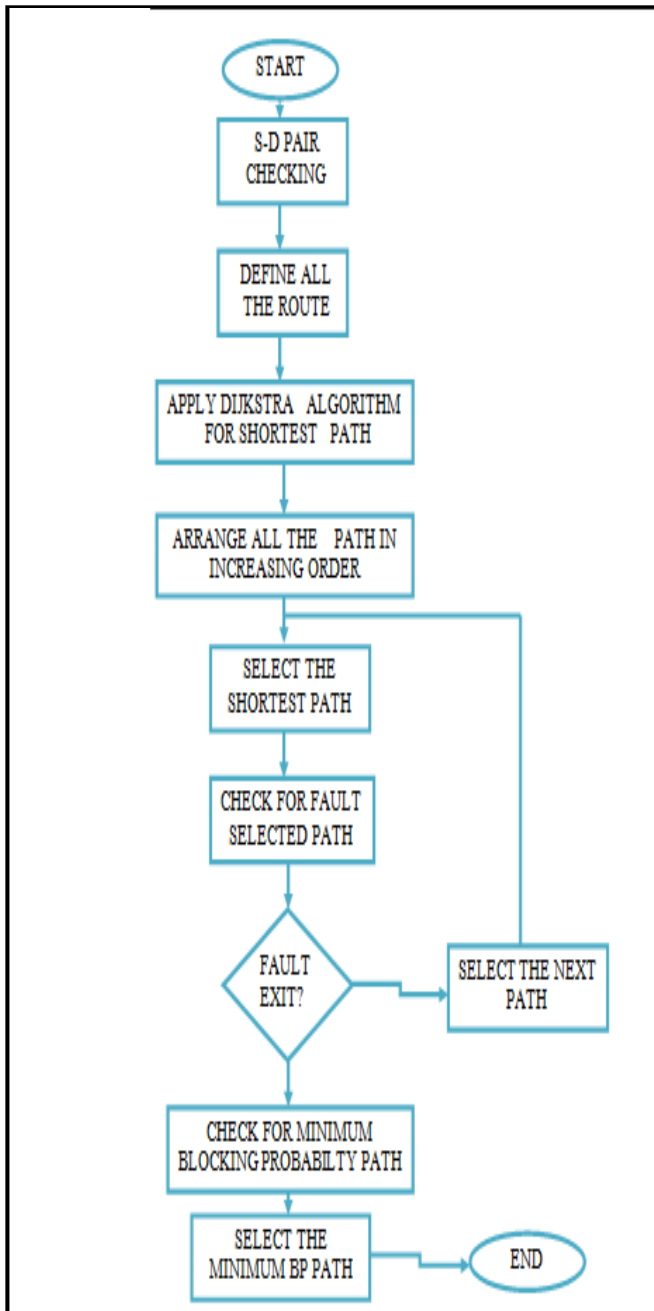 START
S-D PAIR
CHECKING
DEFINE ALL
THE ROUTE
APPLY DIJKSTRA ALGORITHM
FOR SHORTEST PATH
ARRANGE ALL THE PATH IN
INCREASING ORDER
SELECT THE
SHORTEST PATH
CHECK FOR FAULT
SELECTED PATH
FAULT
EXIT?
SELECT THE NEXT
PATH
CHECK FOR MINIMUM
BLOCKING PROBABILTY PATH
SELECT THE
MINIMUM BP PATH
END